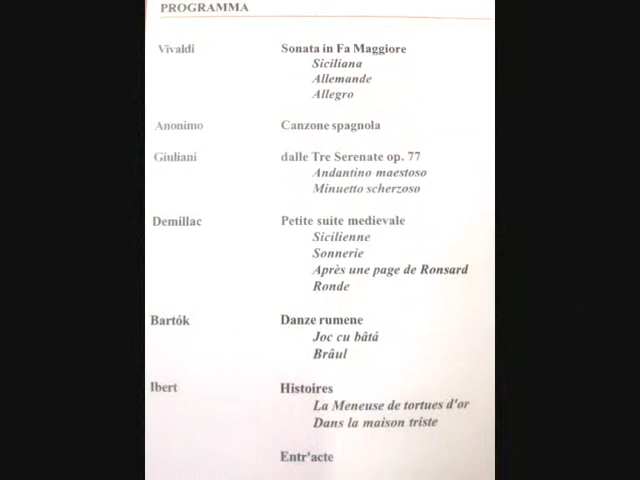 PROGRAMMA
Vivaldi Sonata in Fa Maggiore
Siciliana
Allemande
Allegro
Anonimo Canzone spagnola
Giuliani dalle Tre Serenate op. 77
Andantino maestoso
Minuetto scherzoso
Demillac Petite suite medievale
Sicilienne
Sonnerie
Après une page de Ronsard
Ronde
Bartók Danze rumene
Joc cu bâtá
Brâul
Ibert Histoires
La Meneuse de tortues d'or
Dans la maison triste
Entr'acte